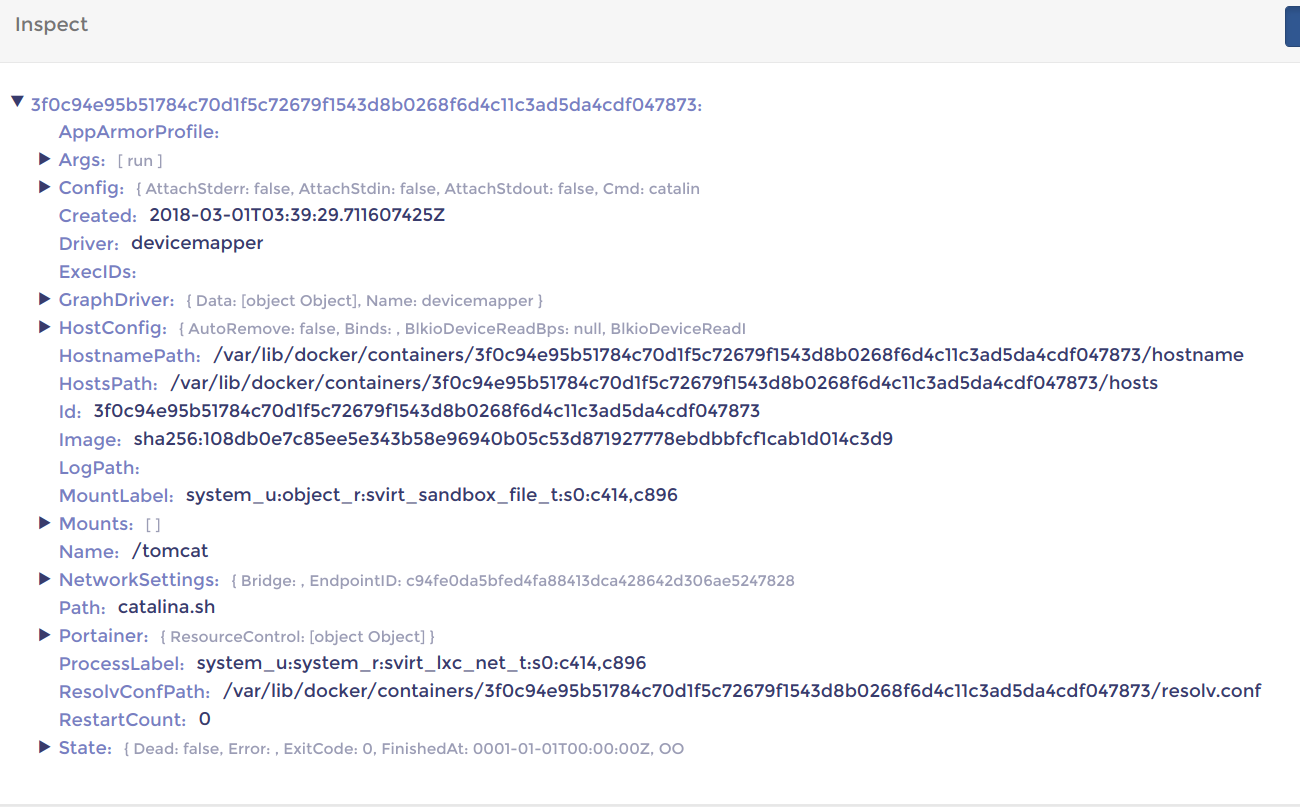 Inspect
3f0c94e95b51784c70d1f5c72679f1543d8b0268f6d4c11c3ad5da4cdf047873:
AppArmorProfile:
Args: [ run ]
Config: { AttachStderr: false, AttachStdin: false, AttachStdout: false, Cmd: catalin
Created: 2018-03-01T03:39:29.711607425Z
Driver: devicemapper
ExecIDs:
GraphDriver: { Data: [object Object], Name: devicemapper }
HostConfig: { AutoRemove: false, Binds: , BlkioDeviceReadBps: null, BlkioDeviceReadI
HostnamePath: /var/lib/docker/containers/3f0c94e95b51784c70d1f5c72679f1543d8b0268f6d4c11c3ad5da4cdf047873/hostname
HostsPath: /var/lib/docker/containers/3f0c94e95b51784c70d1f5c72679f1543d8b0268f6d4c11c3ad5da4cdf047873/hosts
Id: 3f0c94e95b51784c70d1f5c72679f1543d8b0268f6d4c11c3ad5da4cdf047873
Image: sha256:108db0e7c85ee5e343b58e96940b05c53d871927778ebdbbfcf1cab1d014c3d9
LogPath:
MountLabel: system_u:object_r:svirt_sandbox_file_t:s0:c414,c896
Mounts: [ ]
Name: /tomcat
NetworkSettings: { Bridge: , EndpointID: c94fe0da5bfed4fa88413dca428642d306ae5247828
Path: catalina.sh
Portainer: { ResourceControl: [object Object] }
ProcessLabel: system_u:system_r:svirt_lxc_net_t:s0:c414,c896
ResolvConfPath: /var/lib/docker/containers/3f0c94e95b51784c70d1f5c72679f1543d8b0268f6d4c11c3ad5da4cdf047873/resolv.conf
RestartCount: 0
State: { Dead: false, Error: , ExitCode: 0, FinishedAt: 0001-01-01T00:00:00Z, OO